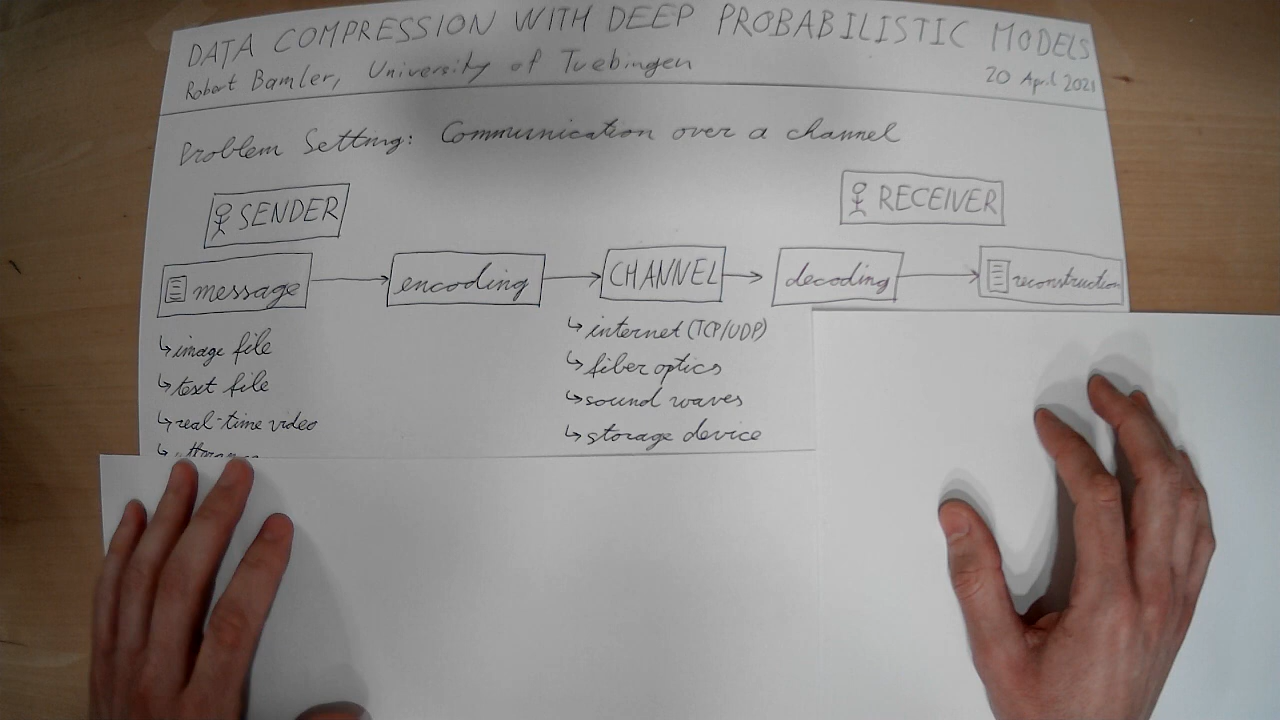 DATA COMPRESSION WITH DEEP PROBABILISTIC MODELS
Robert Bamler, University of Tuebingen
20 April 2021
Problem Setting: Communication over a channel
SENDER
RECEIVER
message
encoding
CHANNEL
decoding
reconstruction
↳ image file
↳ text file
↳ real-time video
↳
↳ internet (TCP/UDP)
↳ fiber optics
↳ sound waves
↳ storage device